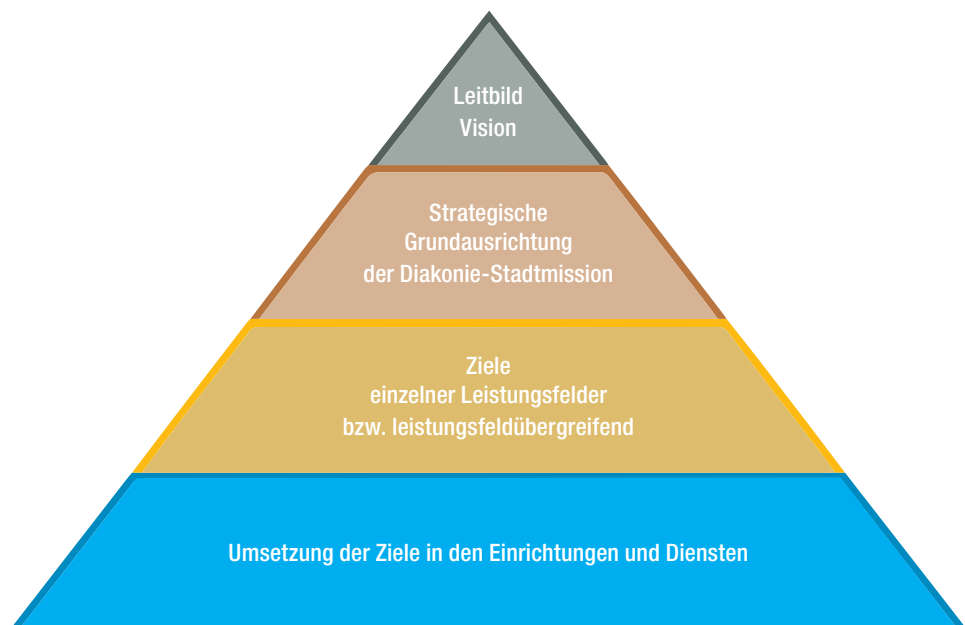 Leitbild
Vision
Strategische
Grundausrichtung
der Diakonie-Stadtmission
Ziele
einzelner Leistungsfelder
bzw. leistungsfeldübergreifend
Umsetzung der Ziele in den Einrichtungen und Diensten